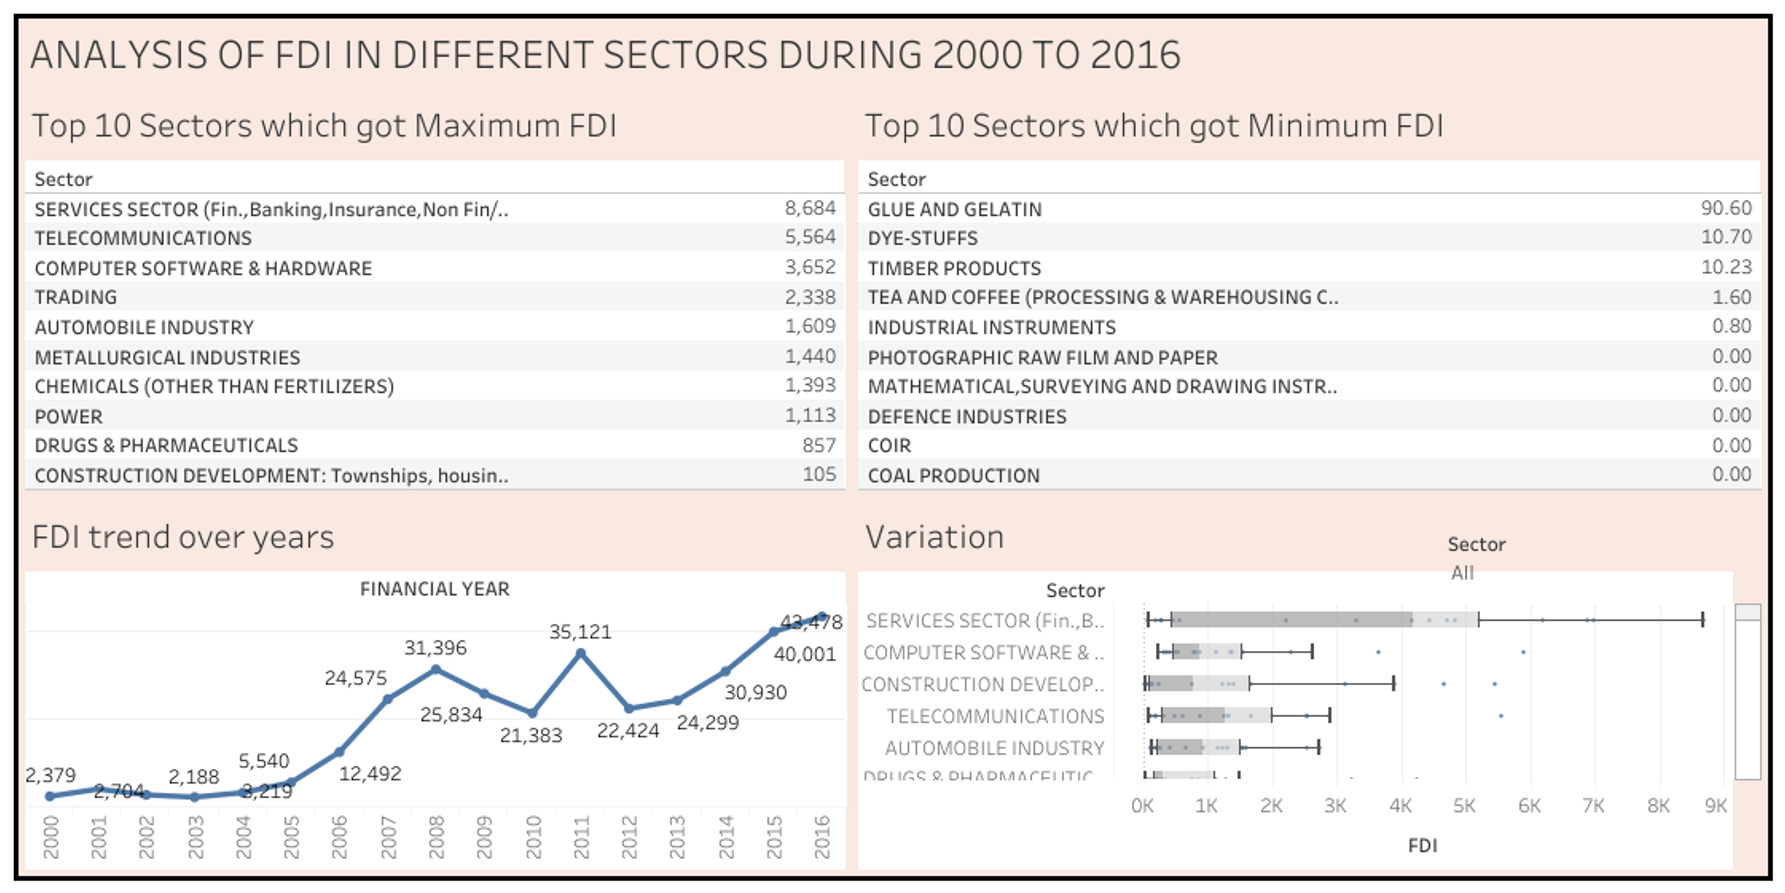 ANALYSIS OF FDI IN DIFFERENT SECTORS DURING 2000 TO 2016
Top 10 Sectors which got Maximum FDI
Sector
SERVICES SECTOR (Fin.,Banking,Insurance,Non Fin/.. 8,684
TELECOMMUNICATIONS 5,564
COMPUTER SOFTWARE & HARDWARE 3,652
TRADING 2,338
AUTOMOBILE INDUSTRY 1,609
METALLURGICAL INDUSTRIES 1,440
CHEMICALS (OTHER THAN FERTILIZERS) 1,393
POWER 1,113
DRUGS & PHARMACEUTICALS 857
CONSTRUCTION DEVELOPMENT: Townships, housin.. 105
Top 10 Sectors which got Minimum FDI
Sector
GLUE AND GELATIN 90.60
DYE-STUFFS 10.70
TIMBER PRODUCTS 10.23
TEA AND COFFEE (PROCESSING & WAREHOUSING C.. 1.60
INDUSTRIAL INSTRUMENTS 0.80
PHOTOGRAPHIC RAW FILM AND PAPER 0.00
MATHEMATICAL,SURVEYING AND DRAWING INSTR.. 0.00
DEFENCE INDUSTRIES 0.00
COIR 0.00
COAL PRODUCTION 0.00
FDI trend over years
FINANCIAL YEAR
2,379
2,704
2,188
3,219
5,540
12,492
24,575
31,396
25,834
21,383
35,121
22,424
24,299
30,930
40,001
43,478
2000 2001 2002 2003 2004 2005 2006 2007 2008 2009 2010 2011 2012 2013 2014 2015 2016
Variation
Sector
All
Sector
SERVICES SECTOR (Fin.,B..
COMPUTER SOFTWARE & ..
CONSTRUCTION DEVELOP..
TELECOMMUNICATIONS
AUTOMOBILE INDUSTRY
DRUGS & PHARMACEUTIC..
0K 1K 2K 3K 4K 5K 6K 7K 8K 9K
FDI